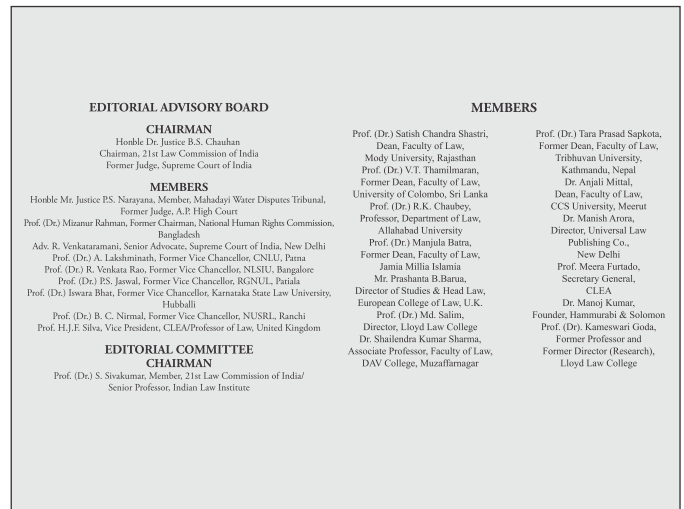 EDITORIAL ADVISORY BOARD
CHAIRMAN
Honble Dr. Justice B.S. Chauhan
Chairman, 21st Law Commission of India
Former Judge, Supreme Court of India
MEMBERS
Honble Mr. Justice P.S. Narayana, Member, Mahadayi Water Disputes Tribunal,
Former Judge, A.P. High Court
Prof. (Dr.) Mizanur Rahman, Former Chairman, National Human Rights Commission,
Bangladesh
Adv. R. Venkataramani, Senior Advocate, Supreme Court of India, New Delhi
Prof. (Dr.) A. Lakshminath, Former Vice Chancellor, CNLU, Patna
Prof. (Dr.) R. Venkata Rao, Former Vice Chancellor, NLSIU, Bangalore
Prof. (Dr.) P.S. Jaswal, Former Vice Chancellor, RGNUL, Patiala
Prof. (Dr.) Iswara Bhat, Former Vice Chancellor, Karnataka State Law University,
Hubballi
Prof. (Dr.) B. C. Nirmal, Former Vice Chancellor, NUSRL, Ranchi
Prof. H.J.F. Silva, Vice President, CLEA/Professor of Law, United Kingdom
EDITORIAL COMMITTEE
CHAIRMAN
Prof. (Dr.) S. Sivakumar, Member, 21st Law Commission of India/
Senior Professor, Indian Law Institute
MEMBERS
Prof. (Dr.) Satish Chandra Shastri,
Dean, Faculty of Law,
Mody University, Rajasthan
Prof. (Dr.) V.T. Thamilmaran,
Former Dean, Faculty of Law,
University of Colombo, Sri Lanka
Prof. (Dr.) R.K. Chaubey,
Professor, Department of Law,
Allahabad University
Prof. (Dr.) Manjula Batra,
Former Dean, Faculty of Law,
Jamia Millia Islamia
Mr. Prashanta B.Barua,
Director of Studies & Head Law,
European College of Law, U.K.
Prof. (Dr.) Md. Salim,
Director, Lloyd Law College
Dr. Shailendra Kumar Sharma,
Associate Professor, Faculty of Law,
DAV College, Muzaffarnagar
Prof. (Dr.) Tara Prasad Sapkota,
Former Dean, Faculty of Law,
Tribhuvan University,
Kathmandu, Nepal
Dr. Anjali Mittal,
Dean, Faculty of Law,
CCS University, Meerut
Dr. Manish Arora,
Director, Universal Law
Publishing Co.,
New Delhi
Prof. Meera Furtado,
Secretary General,
CLEA
Dr. Manoj Kumar,
Founder, Hammurabi & Solomon
Prof. (Dr). Kameswari Goda,
Former Professor and
Former Director (Research),
Lloyd Law College